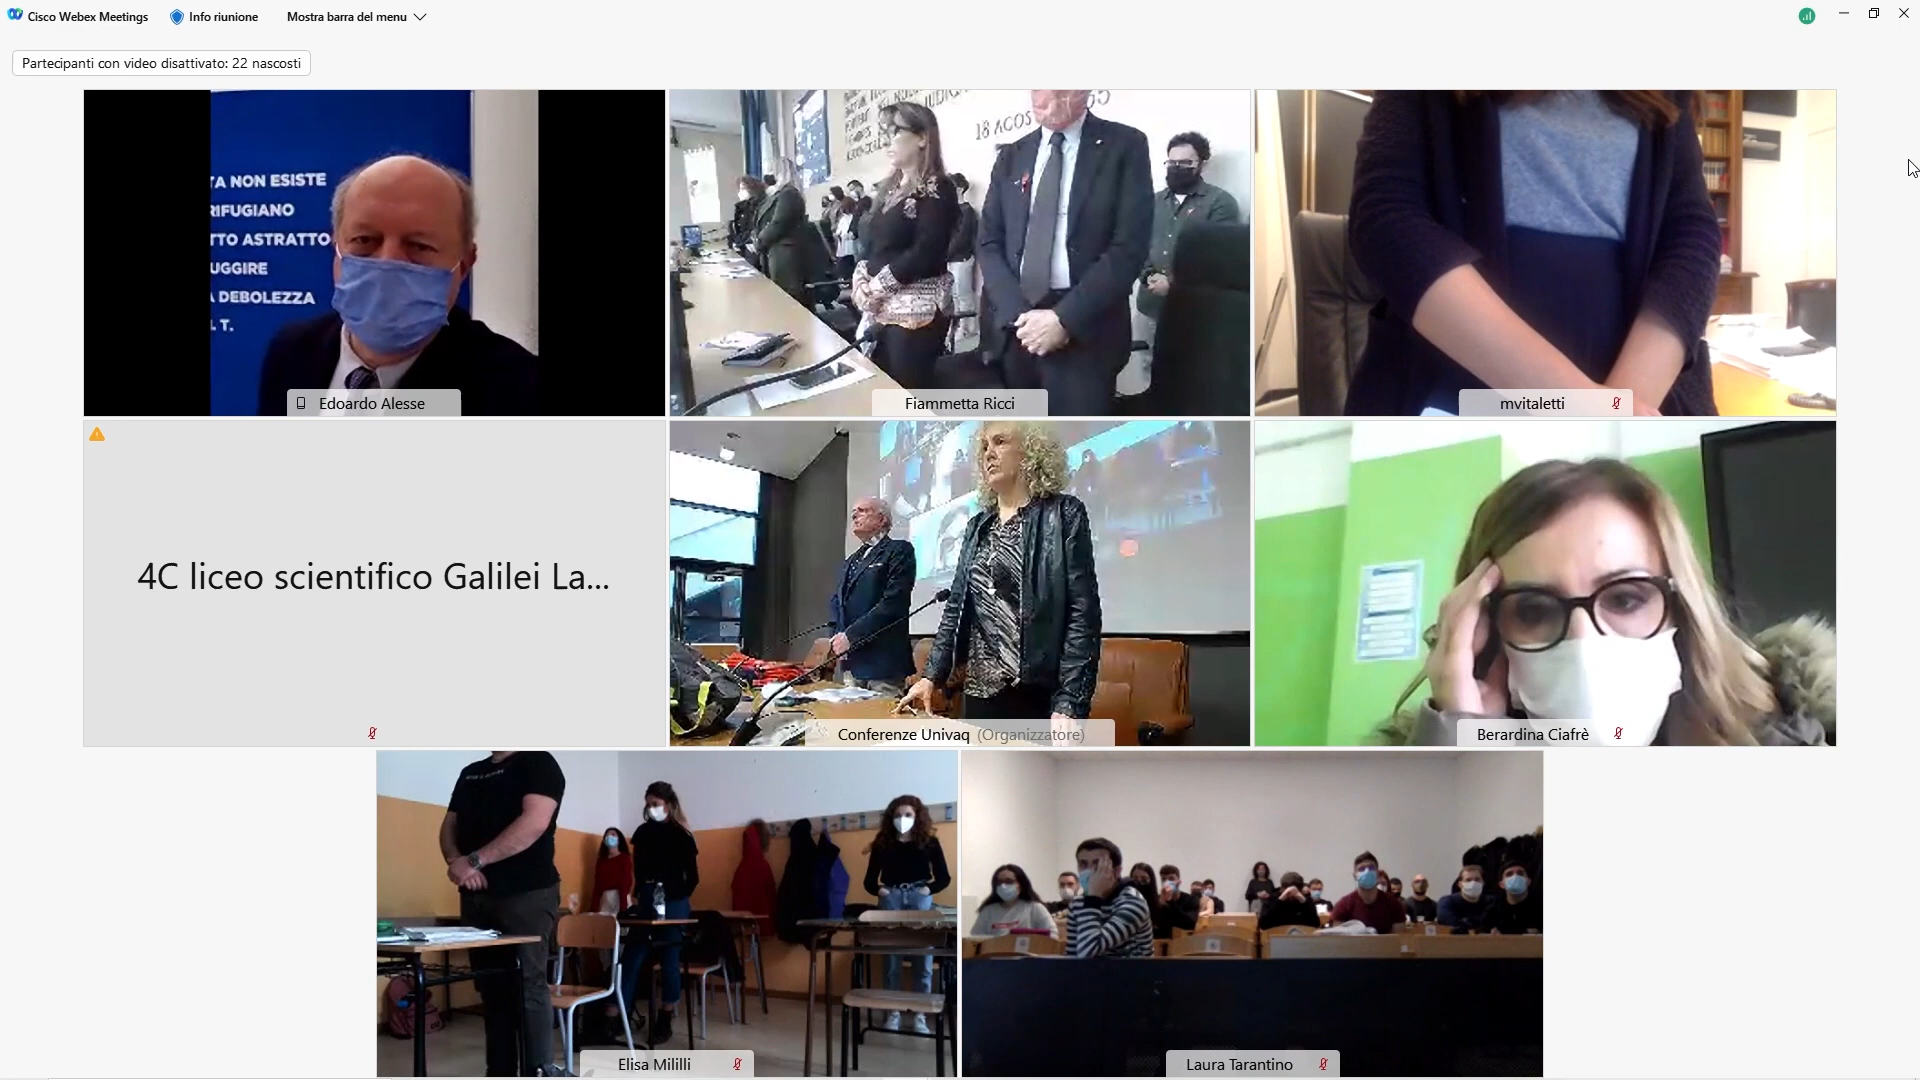 Cisco Webex Meetings
Info riunione
Mostra barra del menu
Partecipanti con video disattivato: 22 nascosti
TA NON ESISTE
RIFUGIANO
TTO ASTRATTO
UGGIRE
A DEBOLEZZA
. T.
Edoardo Alesse
18 AGOS
Fiammetta Ricci
mvitaletti
4C liceo scientifico Galilei La...
Conferenze Univaq (Organizzatore)
Berardina Ciafrè
Elisa Mililli
Laura Tarantino